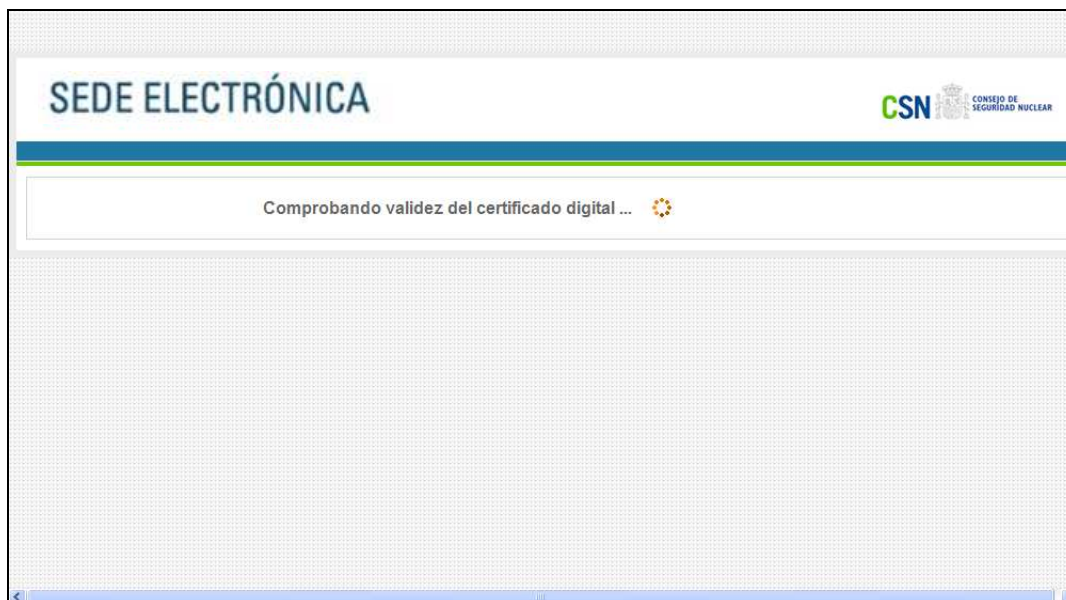 SEDE ELECTRÓNICA
CSN
CONSEJO DE
SEGURIDAD NUCLEAR
Comprobando validez del certificado digital ...